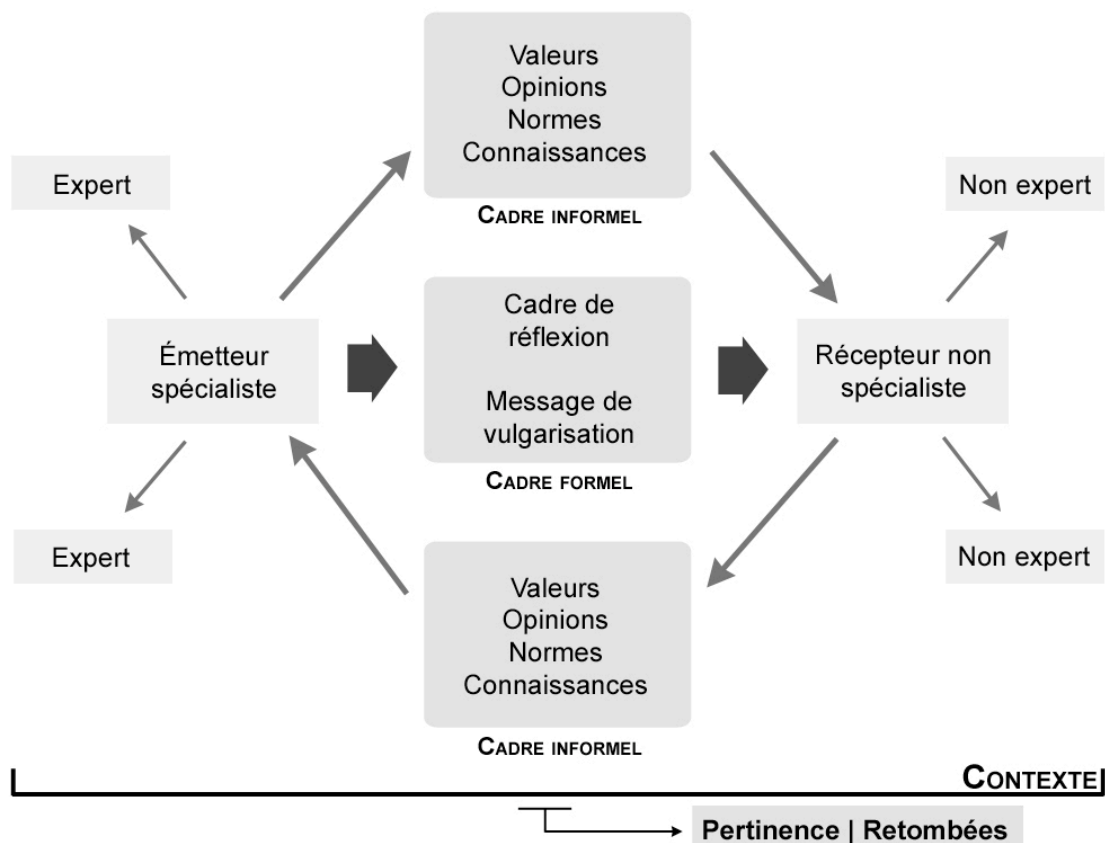 Valeurs
Opinions
Normes
Connaissances
CADRE INFORMEL
Expert
Non expert
Émetteur
spécialiste
Cadre de
réflexion
Message de
vulgarisation
CADRE FORMEL
Récepteur non
spécialiste
Expert
Non expert
Valeurs
Opinions
Normes
Connaissances
CADRE INFORMEL
CONTEXTE
Pertinence | Retombées